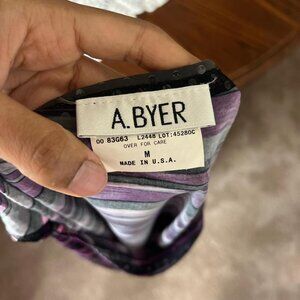 A.BYER
00 83G63 L2448 LOT:45280C
OVER FOR CARE
M
MADE IN U.S.A.